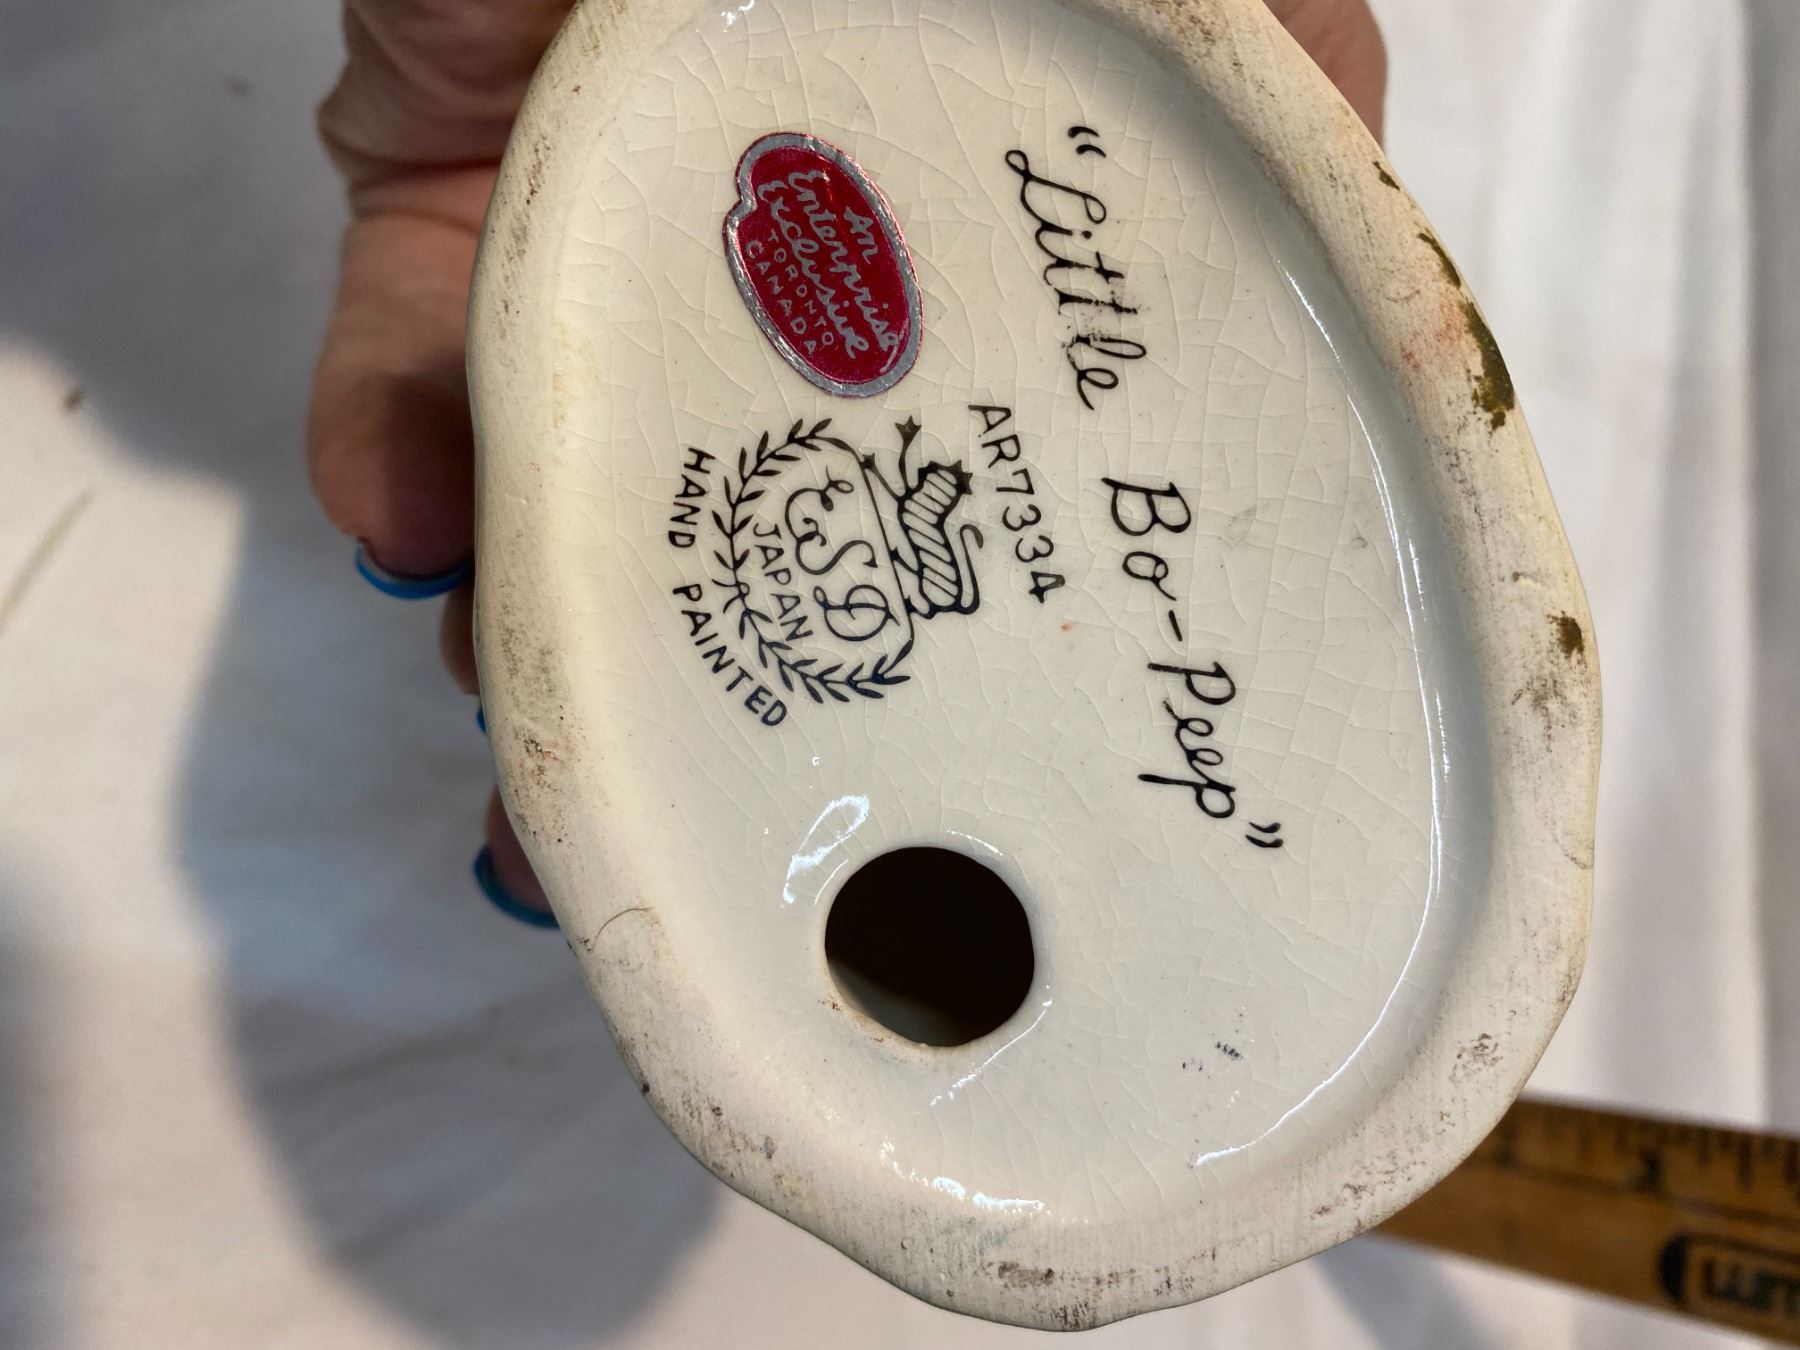 "Little Bo-Peep"
AR7334
ESD
JAPAN
HAND PAINTED
An
Enterprise
Exclusive
TORONTO
CANADA